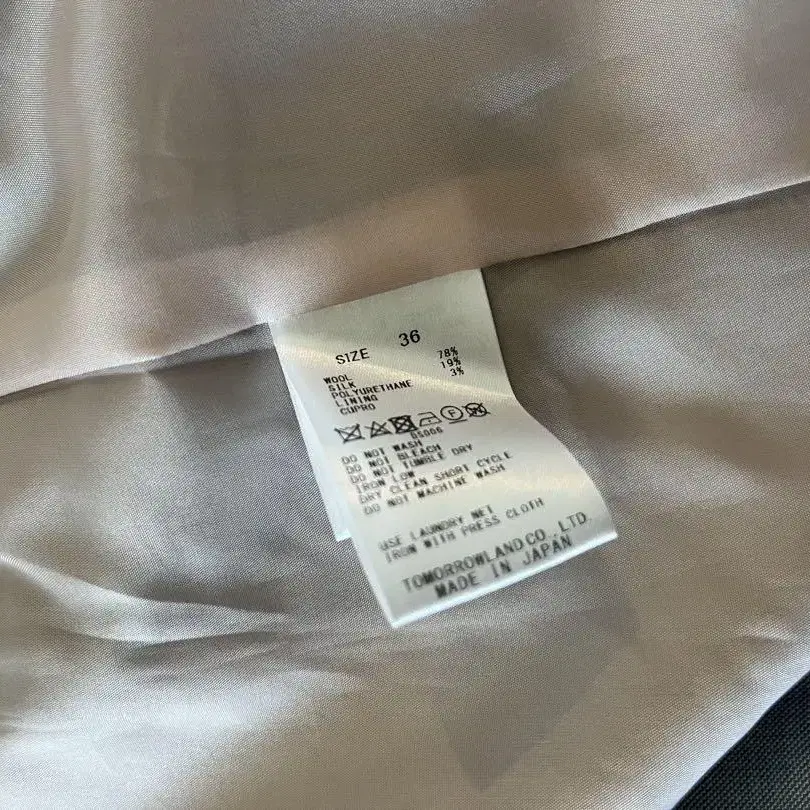 SIZE 36
WOOL 78%
SILK 19%
POLYURETHANE 3%
LINING
CUPRO
F
DS006
DO NOT WASH
DO NOT BLEACH
DO NOT TUMBLE DRY
IRON LOW
DRY CLEAN SHORT CYCLE
DO NOT MACHINE WASH
USE LAUNDRY NET
IRON WITH PRESS CLOTH
TOMORROWLAND CO., LTD.
MADE IN JAPAN